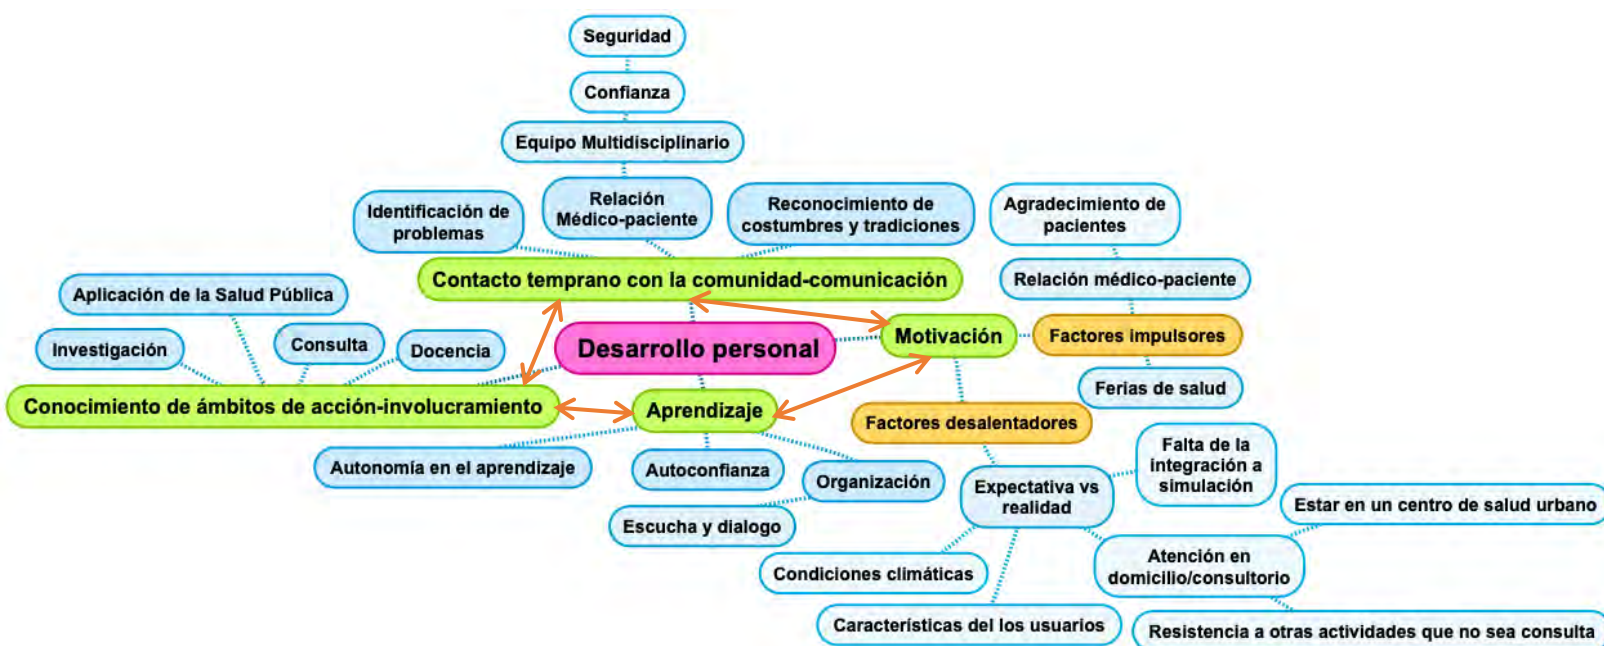 Seguridad
Confianza
Equipo Multidisciplinario
Identificación de
problemas
Relación
Médico-paciente
Reconocimiento de
costumbres y tradiciones
Agradecimiento de
pacientes
Contacto temprano con la comunidad-comunicación
Relación médico-paciente
Aplicación de la Salud Pública
Investigación
Consulta
Docencia
Desarrollo personal
Motivación
Factores impulsores
Ferias de salud
Conocimiento de ámbitos de acción-involucramiento
Aprendizaje
Factores desalentadores
Autonomía en el aprendizaje
Autoconfianza
Organización
Escucha y dialogo
Expectativa vs
realidad
Falta de la
integración a
simulación
Estar en un centro de salud urbano
Condiciones climáticas
Atención en
domicilio/consultorio
Características del los usuarios
Resistencia a otras actividades que no sea consulta